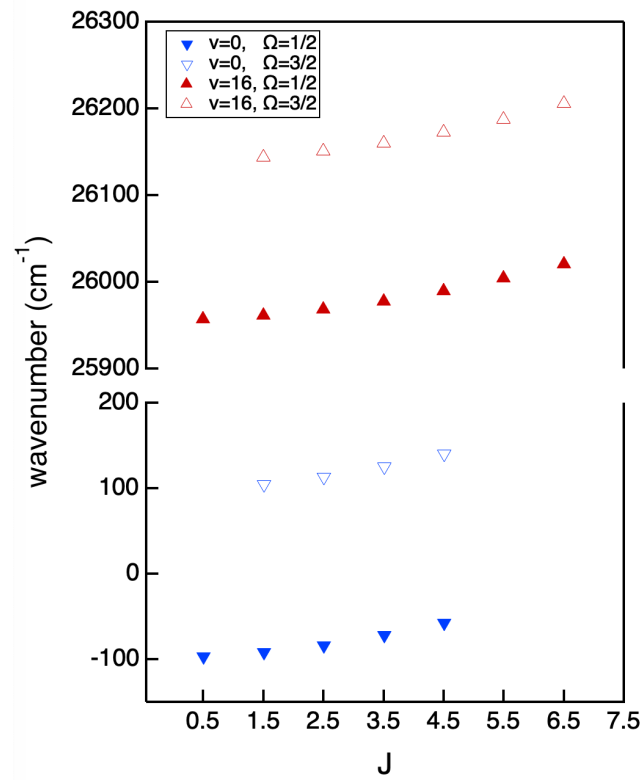 26300
v=0, Ω=1/2
v=0, Ω=3/2
v=16, Ω=1/2
v=16, Ω=3/2
26200
26100
26000
25900
200
100
0
-100
wavenumber (cm⁻¹)
0.5 1.5 2.5 3.5 4.5 5.5 6.5 7.5
J